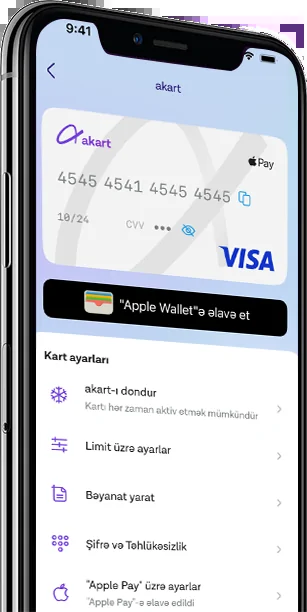 9:41
akart
akart
Pay
4545 4541 4545 4545
10/24 CVV
VISA
"Apple Wallet"ə əlavə et
Kart ayarları
akart-ı dondur
Kartı hər zaman aktiv etmək mümkündür
Limit üzrə ayarlar
Bəyanat yarat
Şifrə və Təhlükəsizlik
"Apple Pay" üzrə ayarlar
"Apple Pay"-ə əlavə edildi